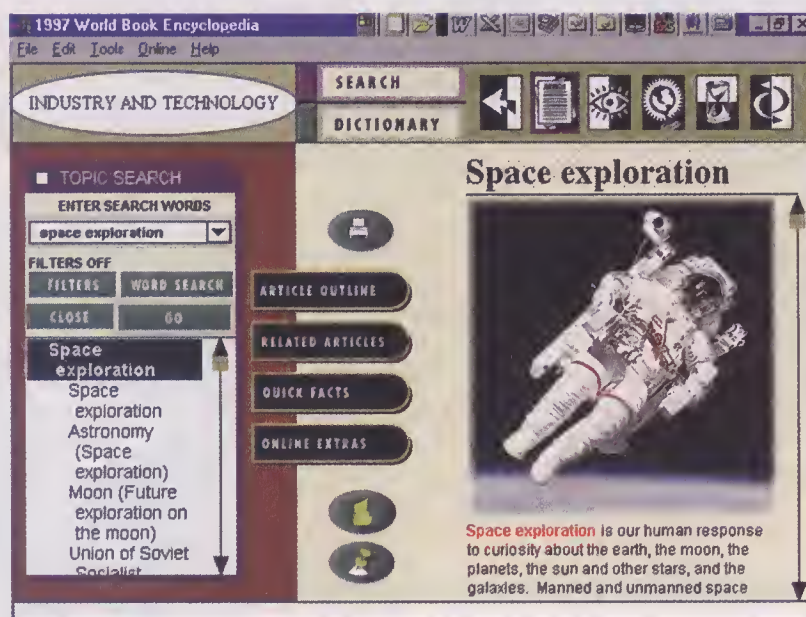 1997 World Book Encyclopedia
File Edit Tools Online Help
INDUSTRY AND TECHNOLOGY
SEARCH
DICTIONARY
TOPIC SEARCH
ENTER SEARCH WORDS
space exploration
FILTERS OFF
FILTERS WORD SEARCH
CLOSE GO
Space
exploration
Space
exploration
Astronomy
(Space
exploration)
Moon (Future
exploration on
the moon)
Union of Soviet
Socialist
ARTICLE OUTLINE
RELATED ARTICLES
QUICK FACTS
ONLINE EXTRAS
Space exploration
Space exploration is our human response
to curiosity about the earth, the moon, the
planets, the sun and other stars, and the
galaxies. Manned and unmanned space